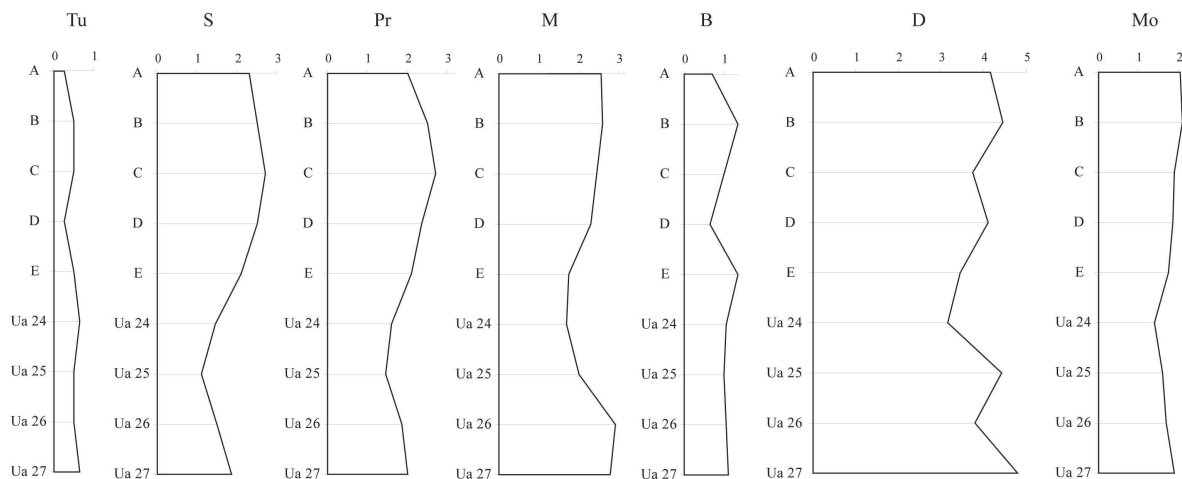 Tu S Pr M B D Mo
0 1 0 1 2 3 0 1 2 3 0 1 2 3 0 1 0 1 2 3 4 5 0 1 2
A A A A A A A
B B B B B B B
C C C C C C C
D D D D D D D
E E E E E E E
Ua 24 Ua 24 Ua 24 Ua 24 Ua 24 Ua 24 Ua 24
Ua 25 Ua 25 Ua 25 Ua 25 Ua 25 Ua 25 Ua 25
Ua 26 Ua 26 Ua 26 Ua 26 Ua 26 Ua 26 Ua 26
Ua 27 Ua 27 Ua 27 Ua 27 Ua 27 Ua 27 Ua 27